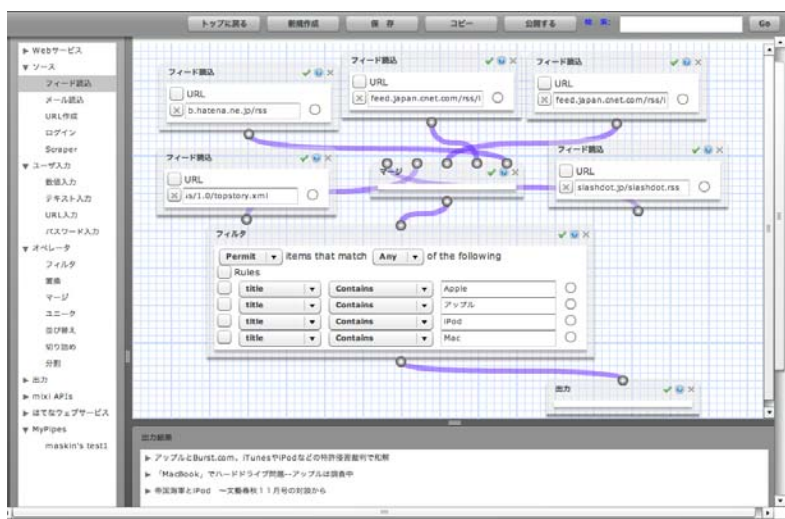 トップに戻る 新規作成 保 存 コピー 公開する 検 索: Go
▶ Webサービス
▼ ソース
フィード読込
メール読込
URL作成
ログイン
Scraper
▼ ユーザ入力
数値入力
テキスト入力
URL入力
パスワード入力
▼ オペレータ
フィルタ
置換
マージ
ユニーク
並び替え
切り詰め
分割
▶ 出力
▶ mixi APIs
▶ はてなウェブサービス
▼ MyPipes
maskin's test1
フィード読込
URL
b.hatena.ne.jp/rss
フィード読込
URL
feed.japan.cnet.com/rss/i
フィード読込
URL
feed.japan.cnet.com/rss/i
フィード読込
URL
is/1.0/topstory.xml
マージ
フィード読込
URL
slashdot.jp/slashdot.rss
フィルタ
Permit items that match Any of the following
Rules
title Contains Apple
title Contains アップル
title Contains iPod
title Contains Mac
出力
出力結果
▶ アップルとBurst.com、iTunesやiPodなどの特許侵害裁判で和解
▶ 「MacBook」でハードドライブ問題--アップルは調査中
▶ 帝国海軍とiPod ～文藝春秋１１月号の対談から